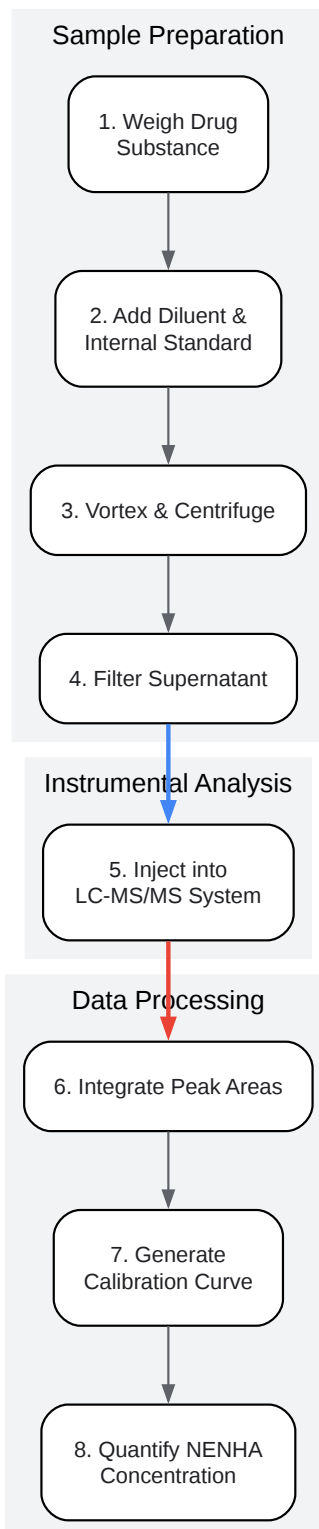 Sample Preparation
1. Weigh Drug
Substance
2. Add Diluent &
Internal Standard
3. Vortex & Centrifuge
4. Filter Supernatant
Instrumental Analysis
5. Inject into
LC-MS/MS System
Data Processing
6. Integrate Peak Areas
7. Generate
Calibration Curve
8. Quantify NENHA
Concentration